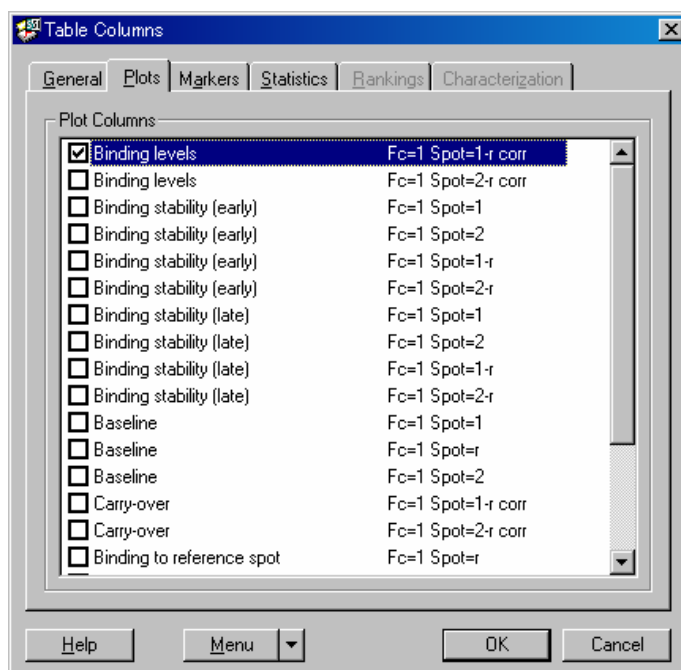 Table Columns
General Plots Markers Statistics Rankings Characterization
Plot Columns
Binding levels Fc=1 Spot=1-r corr
Binding levels Fc=1 Spot=2-r corr
Binding stability (early) Fc=1 Spot=1
Binding stability (early) Fc=1 Spot=2
Binding stability (early) Fc=1 Spot=1-r
Binding stability (early) Fc=1 Spot=2-r
Binding stability (late) Fc=1 Spot=1
Binding stability (late) Fc=1 Spot=2
Binding stability (late) Fc=1 Spot=1-r
Binding stability (late) Fc=1 Spot=2-r
Baseline Fc=1 Spot=1
Baseline Fc=1 Spot=r
Baseline Fc=1 Spot=2
Carry-over Fc=1 Spot=1-r corr
Carry-over Fc=1 Spot=2-r corr
Binding to reference spot Fc=1 Spot=r
Help Menu OK Cancel